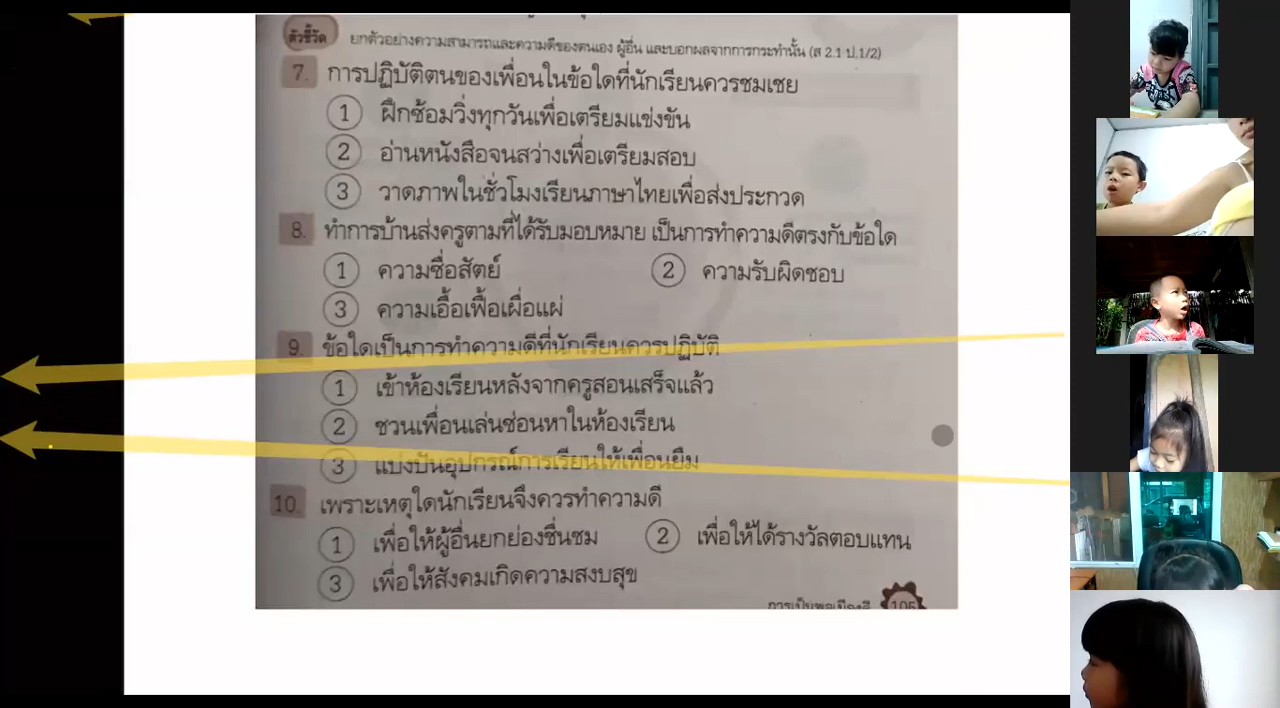 ตัวชี้วัด ยกตัวอย่างความสามารถและความดีของตนเอง ผู้อื่น และบอกผลจากการกระทำนั้น (ส 2.1 ป.1/2)
7. การปฏิบัติตนของเพื่อนในข้อใดที่นักเรียนควรชมเชย
1 ฝึกซ้อมวิ่งทุกวันเพื่อเตรียมแข่งขัน
2 อ่านหนังสือจนสว่างเพื่อเตรียมสอบ
3 วาดภาพในชั่วโมงเรียนภาษาไทยเพื่อส่งประกวด
8. ทำการบ้านส่งครูตามที่ได้รับมอบหมาย เป็นการทำความดีตรงกับข้อใด
1 ความซื่อสัตย์ 2 ความรับผิดชอบ
3 ความเอื้อเฟื้อเผื่อแผ่
9. ข้อใดเป็นการทำความดีที่นักเรียนควรปฏิบัติ
1 เข้าห้องเรียนหลังจากครูสอนเสร็จแล้ว
2 ชวนเพื่อนเล่นซ่อนหาในห้องเรียน
3 แบ่งปันอุปกรณ์การเรียนให้เพื่อนยืม
10. เพราะเหตุใดนักเรียนจึงควรทำความดี
1 เพื่อให้ผู้อื่นยกย่องชื่นชม 2 เพื่อให้ได้รางวัลตอบแทน
3 เพื่อให้สังคมเกิดความสงบสุข
การเป็นพลเมืองดี 105